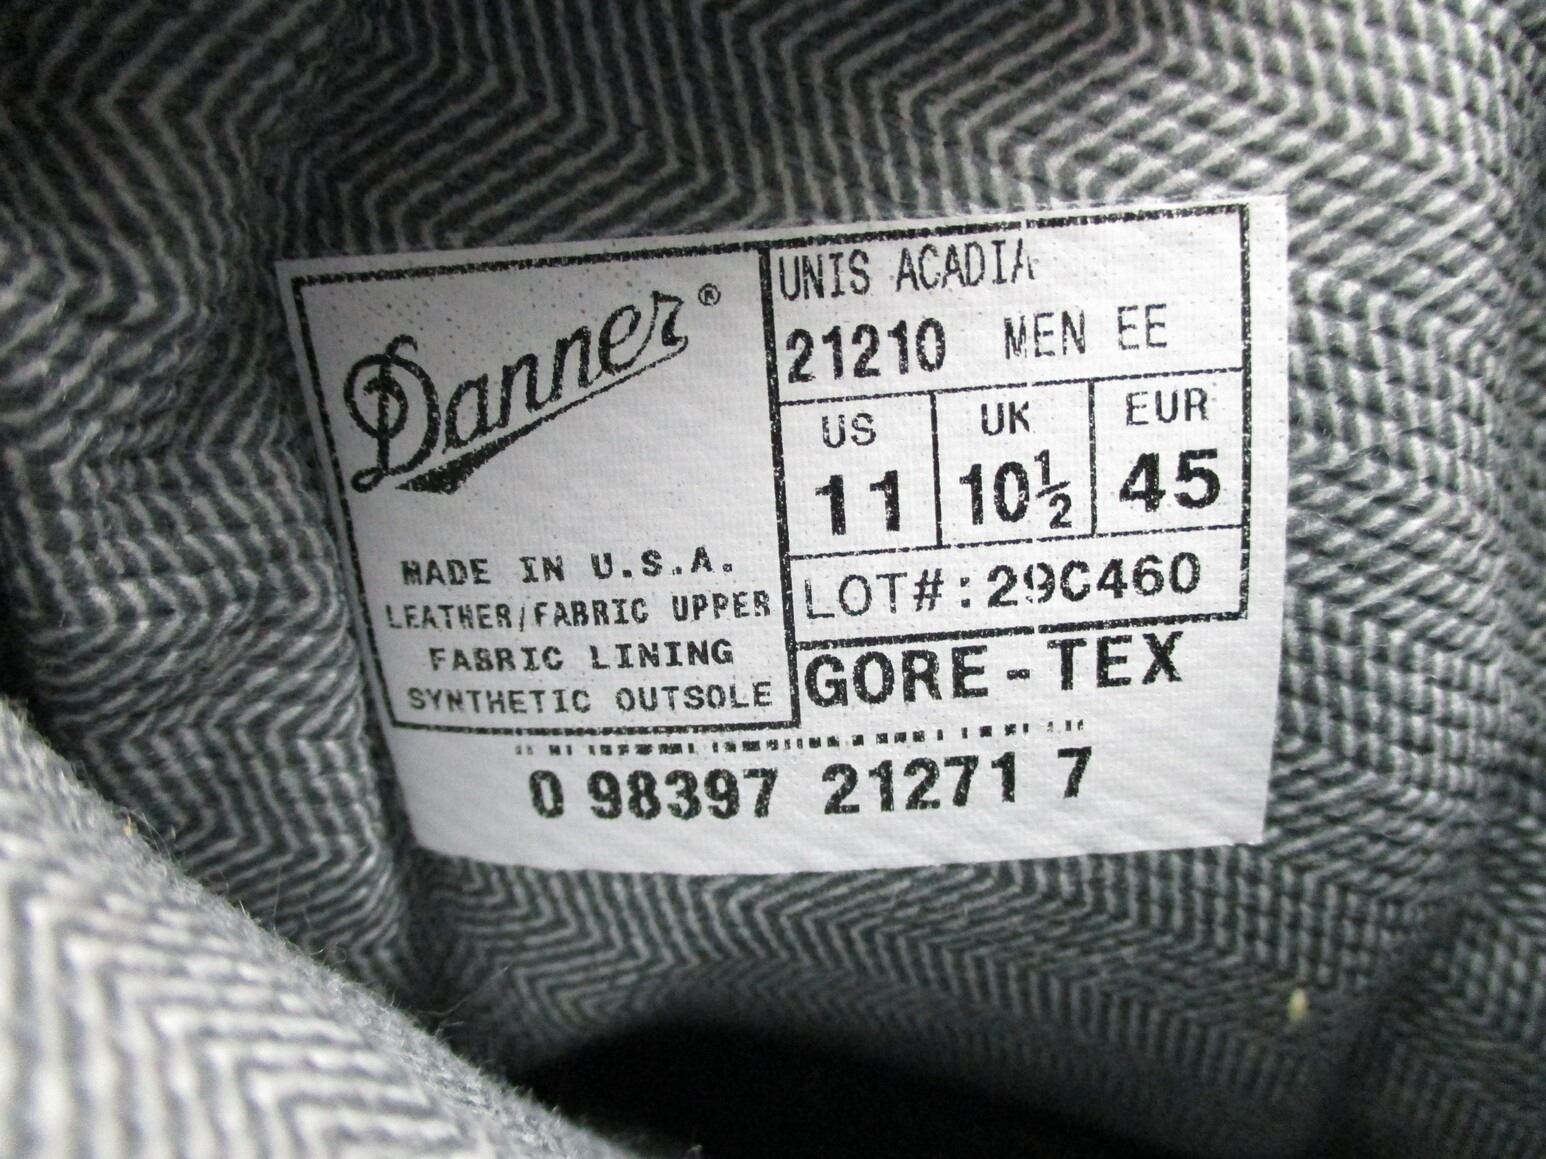 Danner®
MADE IN U.S.A.
LEATHER/FABRIC UPPER
FABRIC LINING
SYNTHETIC OUTSOLE
UNIS ACADIA
21210 MEN EE
US UK EUR
11 10½ 45
LOT#: 29C460
GORE-TEX
0 98397 21271 7